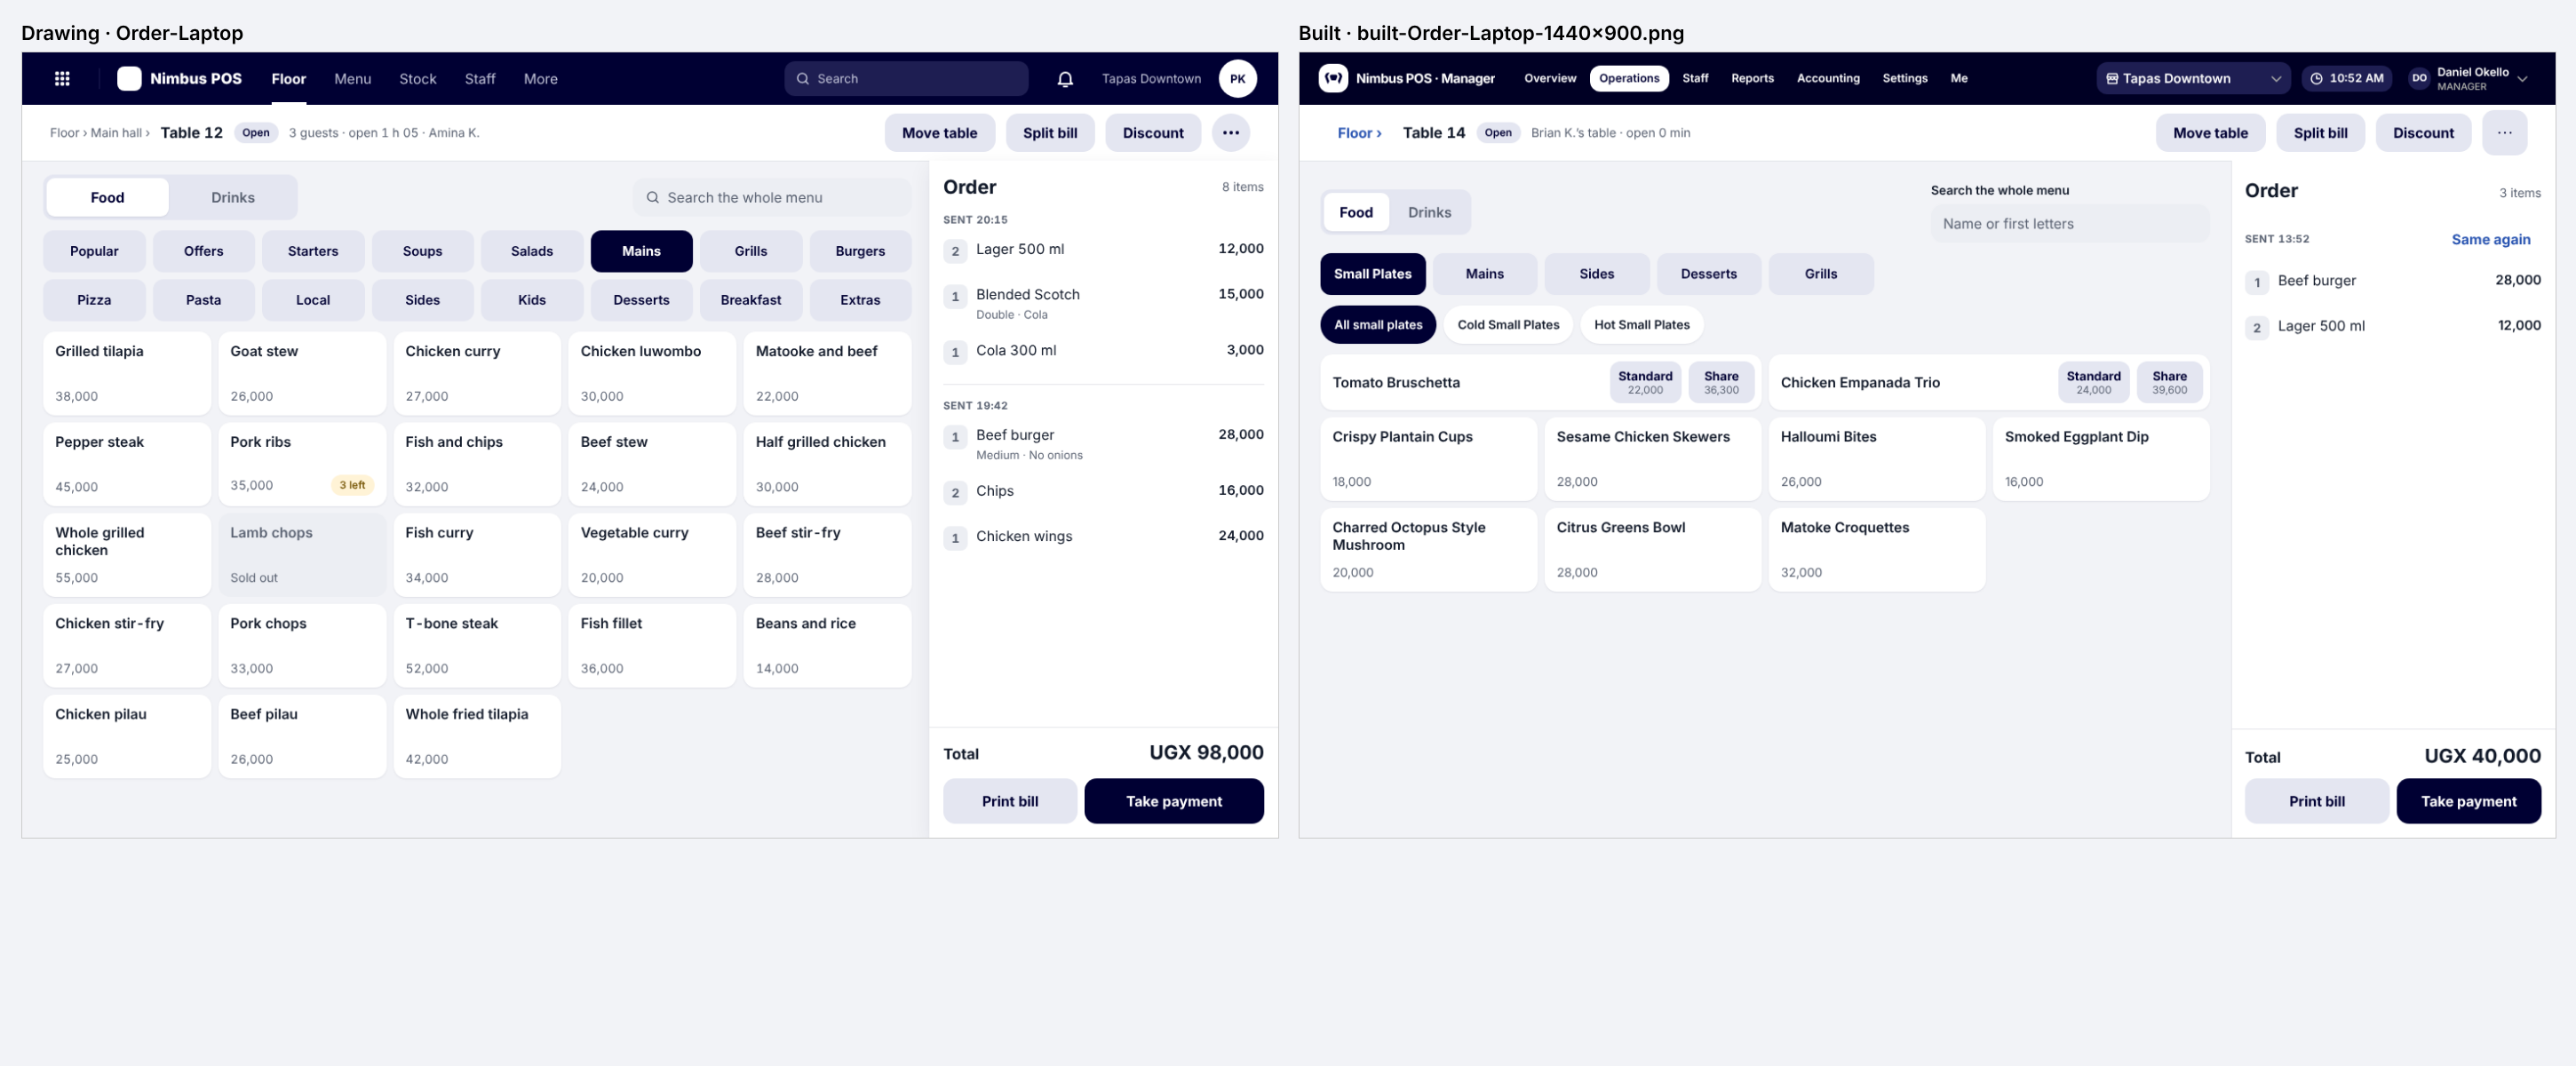 Drawing · Order-Laptop
Nimbus POS Floor Menu Stock Staff More Search Tapas Downtown PK
Floor › Main hall › Table 12 Open 3 guests · open 1 h 05 · Amina K. Move table Split bill Discount
Food Drinks Search the whole menu
Popular Offers Starters Soups Salads Mains Grills Burgers
Pizza Pasta Local Sides Kids Desserts Breakfast Extras
Grilled tilapia Goat stew Chicken curry Chicken luwombo Matooke and beef
38,000 26,000 27,000 30,000 22,000
Pepper steak Pork ribs Fish and chips Beef stew Half grilled chicken
45,000 35,000 3 left 32,000 24,000 30,000
Whole grilled chicken Lamb chops Fish curry Vegetable curry Beef stir-fry
55,000 Sold out 34,000 20,000 28,000
Chicken stir-fry Pork chops T-bone steak Fish fillet Beans and rice
27,000 33,000 52,000 36,000 14,000
Chicken pilau Beef pilau Whole fried tilapia
25,000 26,000 42,000
Order 8 items
SENT 20:15
2 Lager 500 ml 12,000
1 Blended Scotch 15,000
Double · Cola
1 Cola 300 ml 3,000
SENT 19:42
1 Beef burger 28,000
Medium · No onions
2 Chips 16,000
1 Chicken wings 24,000
Total UGX 98,000
Print bill Take payment
Built · built-Order-Laptop-1440×900.png
Nimbus POS · Manager Overview Operations Staff Reports Accounting Settings Me Tapas Downtown 10:52 AM DO Daniel Okello
MANAGER
Floor › Table 14 Open Brian K.'s table · open 0 min Move table Split bill Discount
Search the whole menu
Food Drinks Name or first letters
Small Plates Mains Sides Desserts Grills
All small plates Cold Small Plates Hot Small Plates
Tomato Bruschetta Standard 22,000 Share 36,300 Chicken Empanada Trio Standard 24,000 Share 39,600
Crispy Plantain Cups Sesame Chicken Skewers Halloumi Bites Smoked Eggplant Dip
18,000 28,000 26,000 16,000
Charred Octopus Style Mushroom Citrus Greens Bowl Matoke Croquettes
20,000 28,000 32,000
Order 3 items
SENT 13:52 Same again
1 Beef burger 28,000
2 Lager 500 ml 12,000
Total UGX 40,000
Print bill Take payment